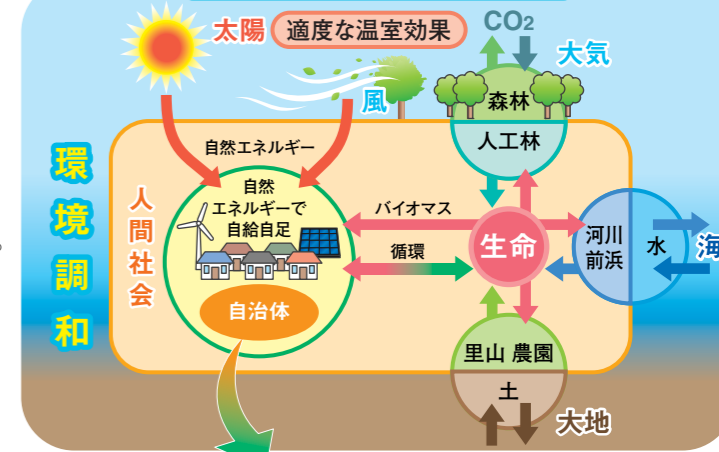 太陽
適度な温室効果
CO2
大気
風
森林
人工林
環境調和
人間社会
自然エネルギー
自然
エネルギーで
自給自足
自治体
バイオマス
循環
生命
河川
前浜
水
海
里山 農園
土
大地